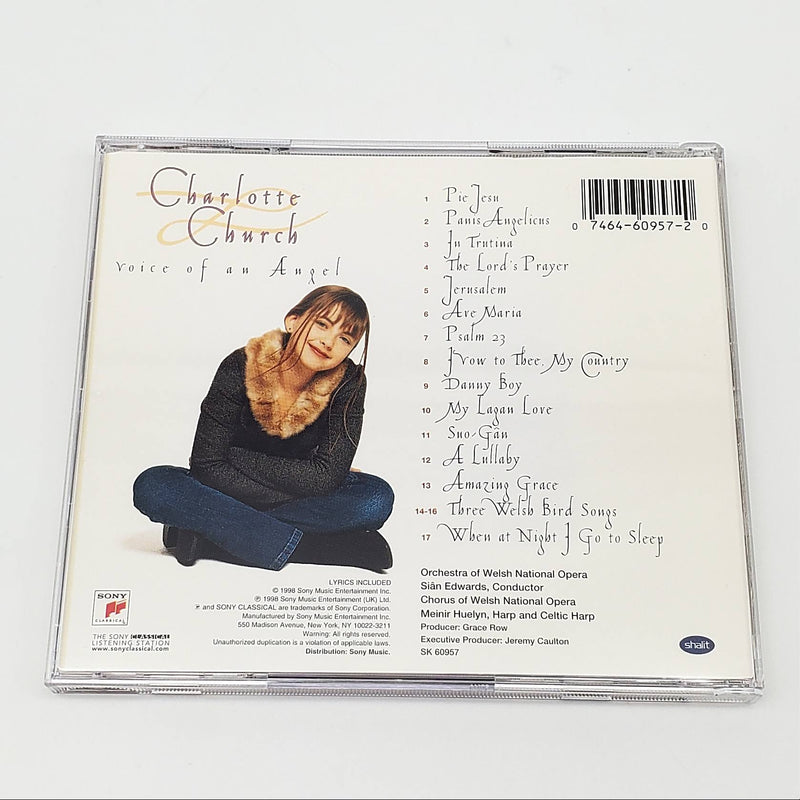 Charlotte
Church
Voice of an Angel
1 Pie Jesu
2 Panis Angelicus
3 In Trutina
4 The Lord's Prayer
5 Jerusalem
6 Ave Maria
7 Psalm 23
8 I Vow to Thee, My Country
9 Danny Boy
10 My Lagan Love
11 Suo-Gân
12 A Lullaby
13 Amazing Grace
14-16 Three Welsh Bird Songs
17 When at Night I Go to Sleep
0 7464-60957-2 0
Orchestra of Welsh National Opera
Siân Edwards, Conductor
Chorus of Welsh National Opera
Meinir Huelyn, Harp and Celtic Harp
Producer: Grace Row
Executive Producer: Jeremy Caulton
SK 60957
shalit
LYRICS INCLUDED
© 1998 Sony Music Entertainment Inc.
℗ 1998 Sony Music Entertainment (UK) Ltd.
and SONY CLASSICAL are trademarks of Sony Corporation.
Manufactured by Sony Music Entertainment Inc.
550 Madison Avenue, New York, NY 10022-3211
Warning: All rights reserved.
Unauthorized duplication is a violation of applicable laws.
Distribution: Sony Music.
SONY
CLASSICAL
THE SONY CLASSICAL
LISTENING STATION
www.sonyclassical.com